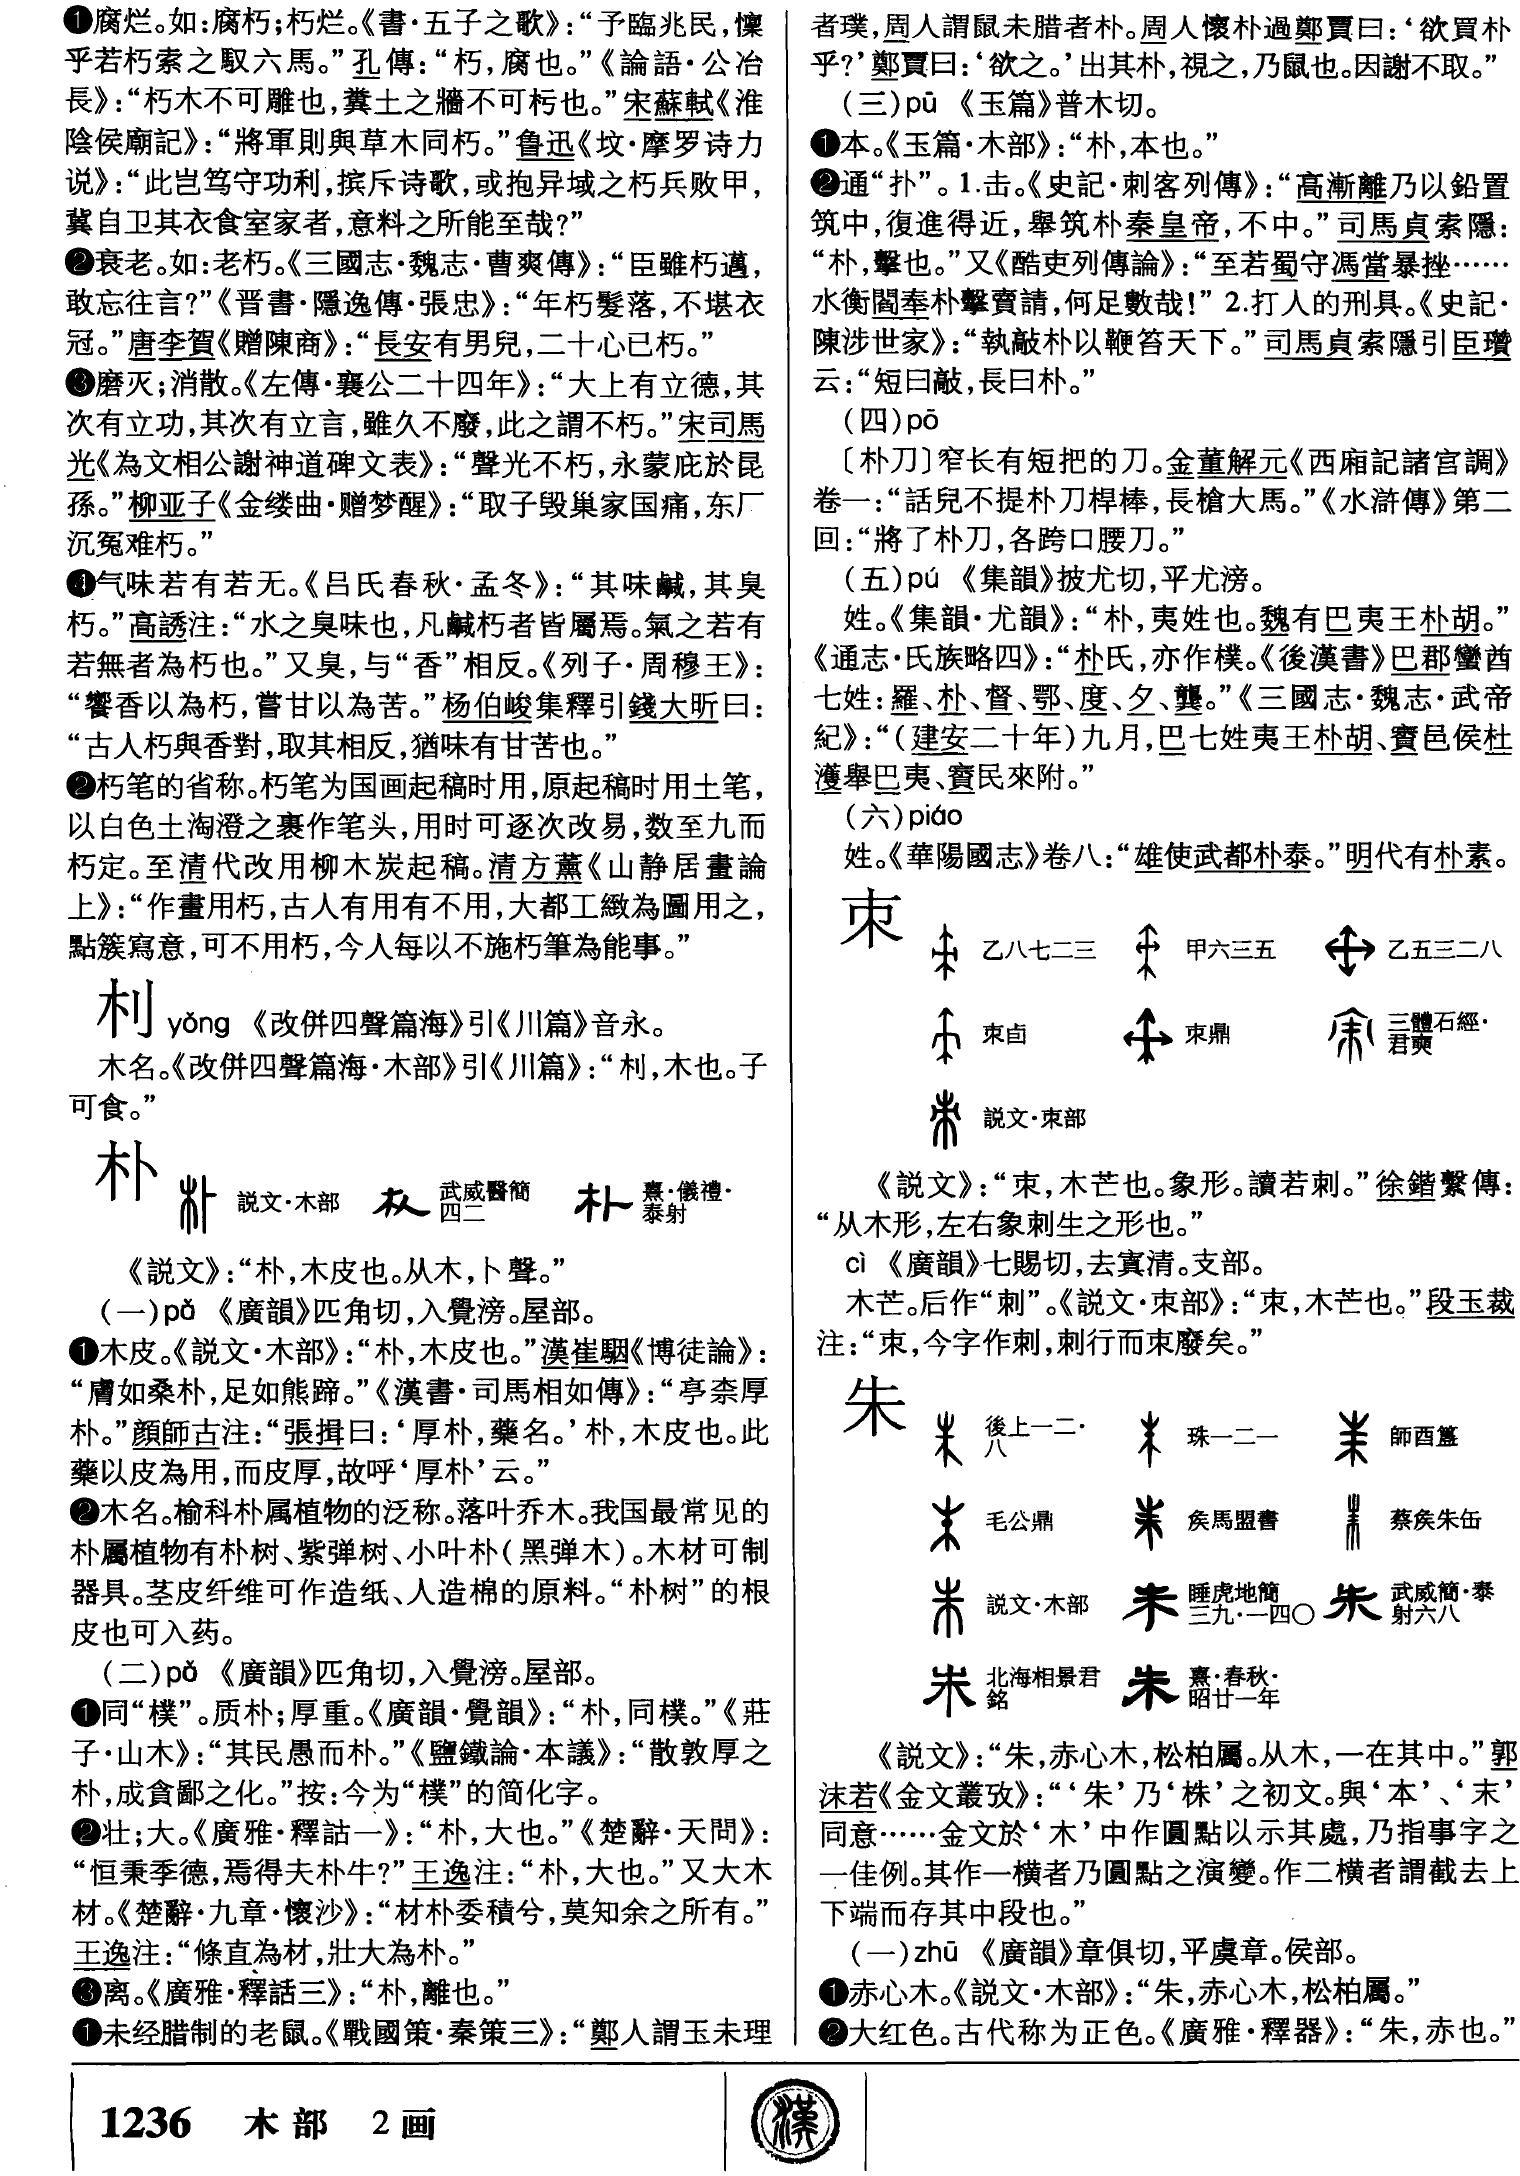 ❶腐烂。如:腐朽;朽烂。《書·五子之歌》:“予臨兆民,懍
乎若朽索之馭六馬。”孔傳:“朽,腐也。”《論語·公冶
長》:“朽木不可雕也,糞土之牆不可杇也。”宋蘇軾《淮
陰侯廟記》:“將軍則與草木同朽。”鲁迅《坟·摩罗诗力
说》:“此岂笃守功利,摈斥诗歌,或抱异域之朽兵败甲,
冀自卫其衣食室家者,意料之所能至哉?”
❷衰老。如:老朽。《三國志·魏志·曹爽傳》:“臣雖朽邁,
敢忘往言?”《晋書·隱逸傳·張忠》:“年朽髮落,不堪衣
冠。”唐李賀《贈陳商》:“長安有男兒,二十心已朽。”
❸磨灭;消散。《左傳·襄公二十四年》:“大上有立德,其
次有立功,其次有立言,雖久不廢,此之謂不朽。”宋司馬
光《為文相公謝神道碑文表》:“聲光不朽,永蒙庇於昆
孫。”柳亚子《金缕曲·赠梦醒》:“取子毁巢家国痛,东厂
沉冤难朽。”
❹气味若有若无。《吕氏春秋·孟冬》:“其味鹹,其臭
朽。”高誘注:“水之臭味也,凡鹹朽者皆屬焉。氣之若有
若無者為朽也。”又臭,与“香”相反。《列子·周穆王》:
“饗香以為朽,嘗甘以為苦。”杨伯峻集釋引錢大昕曰:
“古人朽與香對,取其相反,猶味有甘苦也。”
❷朽笔的省称。朽笔为国画起稿时用,原起稿时用土笔,
以白色土淘澄之裹作笔头,用时可逐次改易,数至九而
朽定。至清代改用柳木炭起稿。清方薰《山静居畫論
上》:“作畫用朽,古人有用有不用,大都工緻為圖用之,
點簇寫意,可不用朽,今人每以不施朽筆為能事。”
朻 yǒng 《改併四聲篇海》引《川篇》音永。
木名。《改併四聲篇海·木部》引《川篇》:“朻,木也。子
可食。”
朴
説文·木部 武威醫簡四二 熹·儀禮·泰射
《説文》:“朴,木皮也。从木,卜聲。”
(一)pò 《廣韻》匹角切,入覺滂。屋部。
❶木皮。《説文·木部》:“朴,木皮也。”漢崔駰《博徒論》:
“膚如桑朴,足如熊蹄。”《漢書·司馬相如傳》:“亭柰厚
朴。”顔師古注:“張揖曰:‘厚朴,藥名。’朴,木皮也。此
藥以皮為用,而皮厚,故呼‘厚朴’云。”
❷木名。榆科朴属植物的泛称。落叶乔木。我国最常见的
朴屬植物有朴树、紫弹树、小叶朴(黑弹木)。木材可制
器具。茎皮纤维可作造纸、人造棉的原料。“朴树”的根
皮也可入药。
(二)pǔ 《廣韻》匹角切,入覺滂。屋部。
❶同“樸”。质朴;厚重。《廣韻·覺韻》:“朴,同樸。”《莊
子·山木》:“其民愚而朴。”《鹽鐵論·本議》:“散敦厚之
朴,成貪鄙之化。”按:今为“樸”的简化字。
❷壮;大。《廣雅·釋詁一》:“朴,大也。”《楚辭·天問》:
“恒秉季德,焉得夫朴牛?”王逸注:“朴,大也。”又大木
材。《楚辭·九章·懷沙》:“材朴委積兮,莫知余之所有。”
王逸注:“條直為材,壯大為朴。”
❸离。《廣雅·釋詁三》:“朴,離也。”
❶未经腊制的老鼠。《戰國策·秦策三》:“鄭人謂玉未理
者璞,周人謂鼠未腊者朴。周人懷朴過鄭賈曰:‘欲買朴
乎?’鄭賈曰:‘欲之。’出其朴,視之,乃鼠也。因謝不取。”
(三)pū 《玉篇》普木切。
❶本。《玉篇·木部》:“朴,本也。”
❷通“扑”。1.击。《史記·刺客列傳》:“高漸離乃以鉛置
筑中,復進得近,舉筑朴秦皇帝,不中。”司馬貞索隱:
“朴,擊也。”又《酷吏列傳論》:“至若蜀守馮當暴挫……
水衡閻奉朴擊賣請,何足數哉!”2.打人的刑具。《史記·
陳涉世家》:“執敲朴以鞭笞天下。”司馬貞索隱引臣瓚
云:“短曰敲,長曰朴。”
(四)pō
〔朴刀〕窄长有短把的刀。金董解元《西廂記諸宫調》
卷一:“話兒不提朴刀桿棒,長槍大馬。”《水滸傳》第二
回:“將了朴刀,各跨口腰刀。”
(五)pú 《集韻》披尤切,平尤滂。
姓。《集韻·尤韻》:“朴,夷姓也。魏有巴夷王朴胡。”
《通志·氏族略四》:“朴氏,亦作樸。《後漢書》巴郡蠻酋
七姓:羅、朴、督、鄂、度、夕、龔。”《三國志·魏志·武帝
紀》:“(建安二十年)九月,巴七姓夷王朴胡、賨邑侯杜
濩舉巴夷、賨民來附。”
(六)piáo
姓。《華陽國志》卷八:“雄使武都朴泰。”明代有朴素。
朿
乙八七二三 甲六三五 乙五三二八
朿卣 朿鼎 三體石經·君奭
説文·朿部
《説文》:“朿,木芒也。象形。讀若刺。”徐鍇繫傳:
“从木形,左右象刺生之形也。”
cì 《廣韻》七賜切,去寘清。支部。
木芒。后作“刺”。《説文·朿部》:“朿,木芒也。”段玉裁
注:“朿,今字作刺,刺行而朿廢矣。”
朱
後上一二·八 珠一二一 師酉簋
毛公鼎 矦馬盟書 蔡矦朱缶
説文·木部 睡虎地簡三九·一四〇 武威簡·泰射六八
北海相景君銘 熹·春秋·昭廿一年
《説文》:“朱,赤心木,松柏屬。从木,一在其中。”郭
沫若《金文叢攷》:“‘朱’乃‘株’之初文。與‘本’、‘末’
同意……金文於‘木’中作圓點以示其處,乃指事字之
一佳例。其作一横者乃圓點之演變。作二横者謂截去上
下端而存其中段也。”
(一)zhū 《廣韻》章俱切,平虞章。侯部。
❶赤心木。《説文·木部》:“朱,赤心木,松柏屬。”
❷大红色。古代称为正色。《廣雅·釋器》:“朱,赤也。”
1236 木部 2画
漢